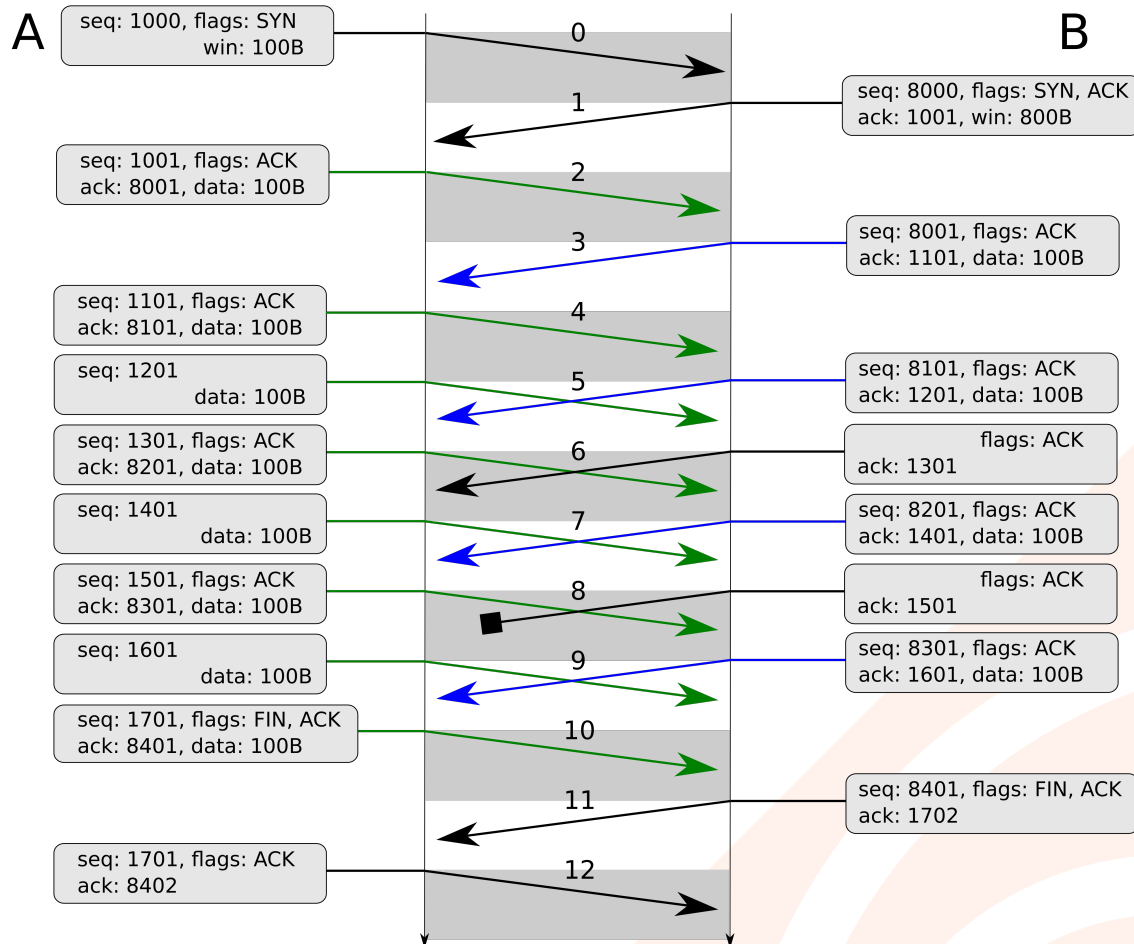 A
B
seq: 1000, flags: SYN
win: 100B
0
1
seq: 8000, flags: SYN, ACK
ack: 1001, win: 800B
seq: 1001, flags: ACK
ack: 8001, data: 100B
2
3
seq: 8001, flags: ACK
ack: 1101, data: 100B
seq: 1101, flags: ACK
ack: 8101, data: 100B
4
seq: 1201
data: 100B
5
seq: 8101, flags: ACK
ack: 1201, data: 100B
seq: 1301, flags: ACK
ack: 8201, data: 100B
6
flags: ACK
ack: 1301
seq: 1401
data: 100B
7
seq: 8201, flags: ACK
ack: 1401, data: 100B
seq: 1501, flags: ACK
ack: 8301, data: 100B
8
flags: ACK
ack: 1501
seq: 1601
data: 100B
9
seq: 8301, flags: ACK
ack: 1601, data: 100B
seq: 1701, flags: FIN, ACK
ack: 8401, data: 100B
10
11
seq: 8401, flags: FIN, ACK
ack: 1702
seq: 1701, flags: ACK
ack: 8402
12